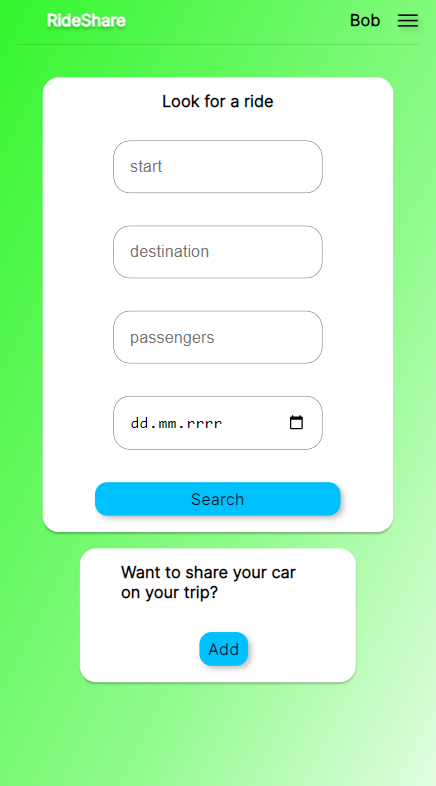 RideShare
Bob
Look for a ride
start
destination
passengers
dd.mm.rrrr
Search
Want to share your car
on your trip?
Add